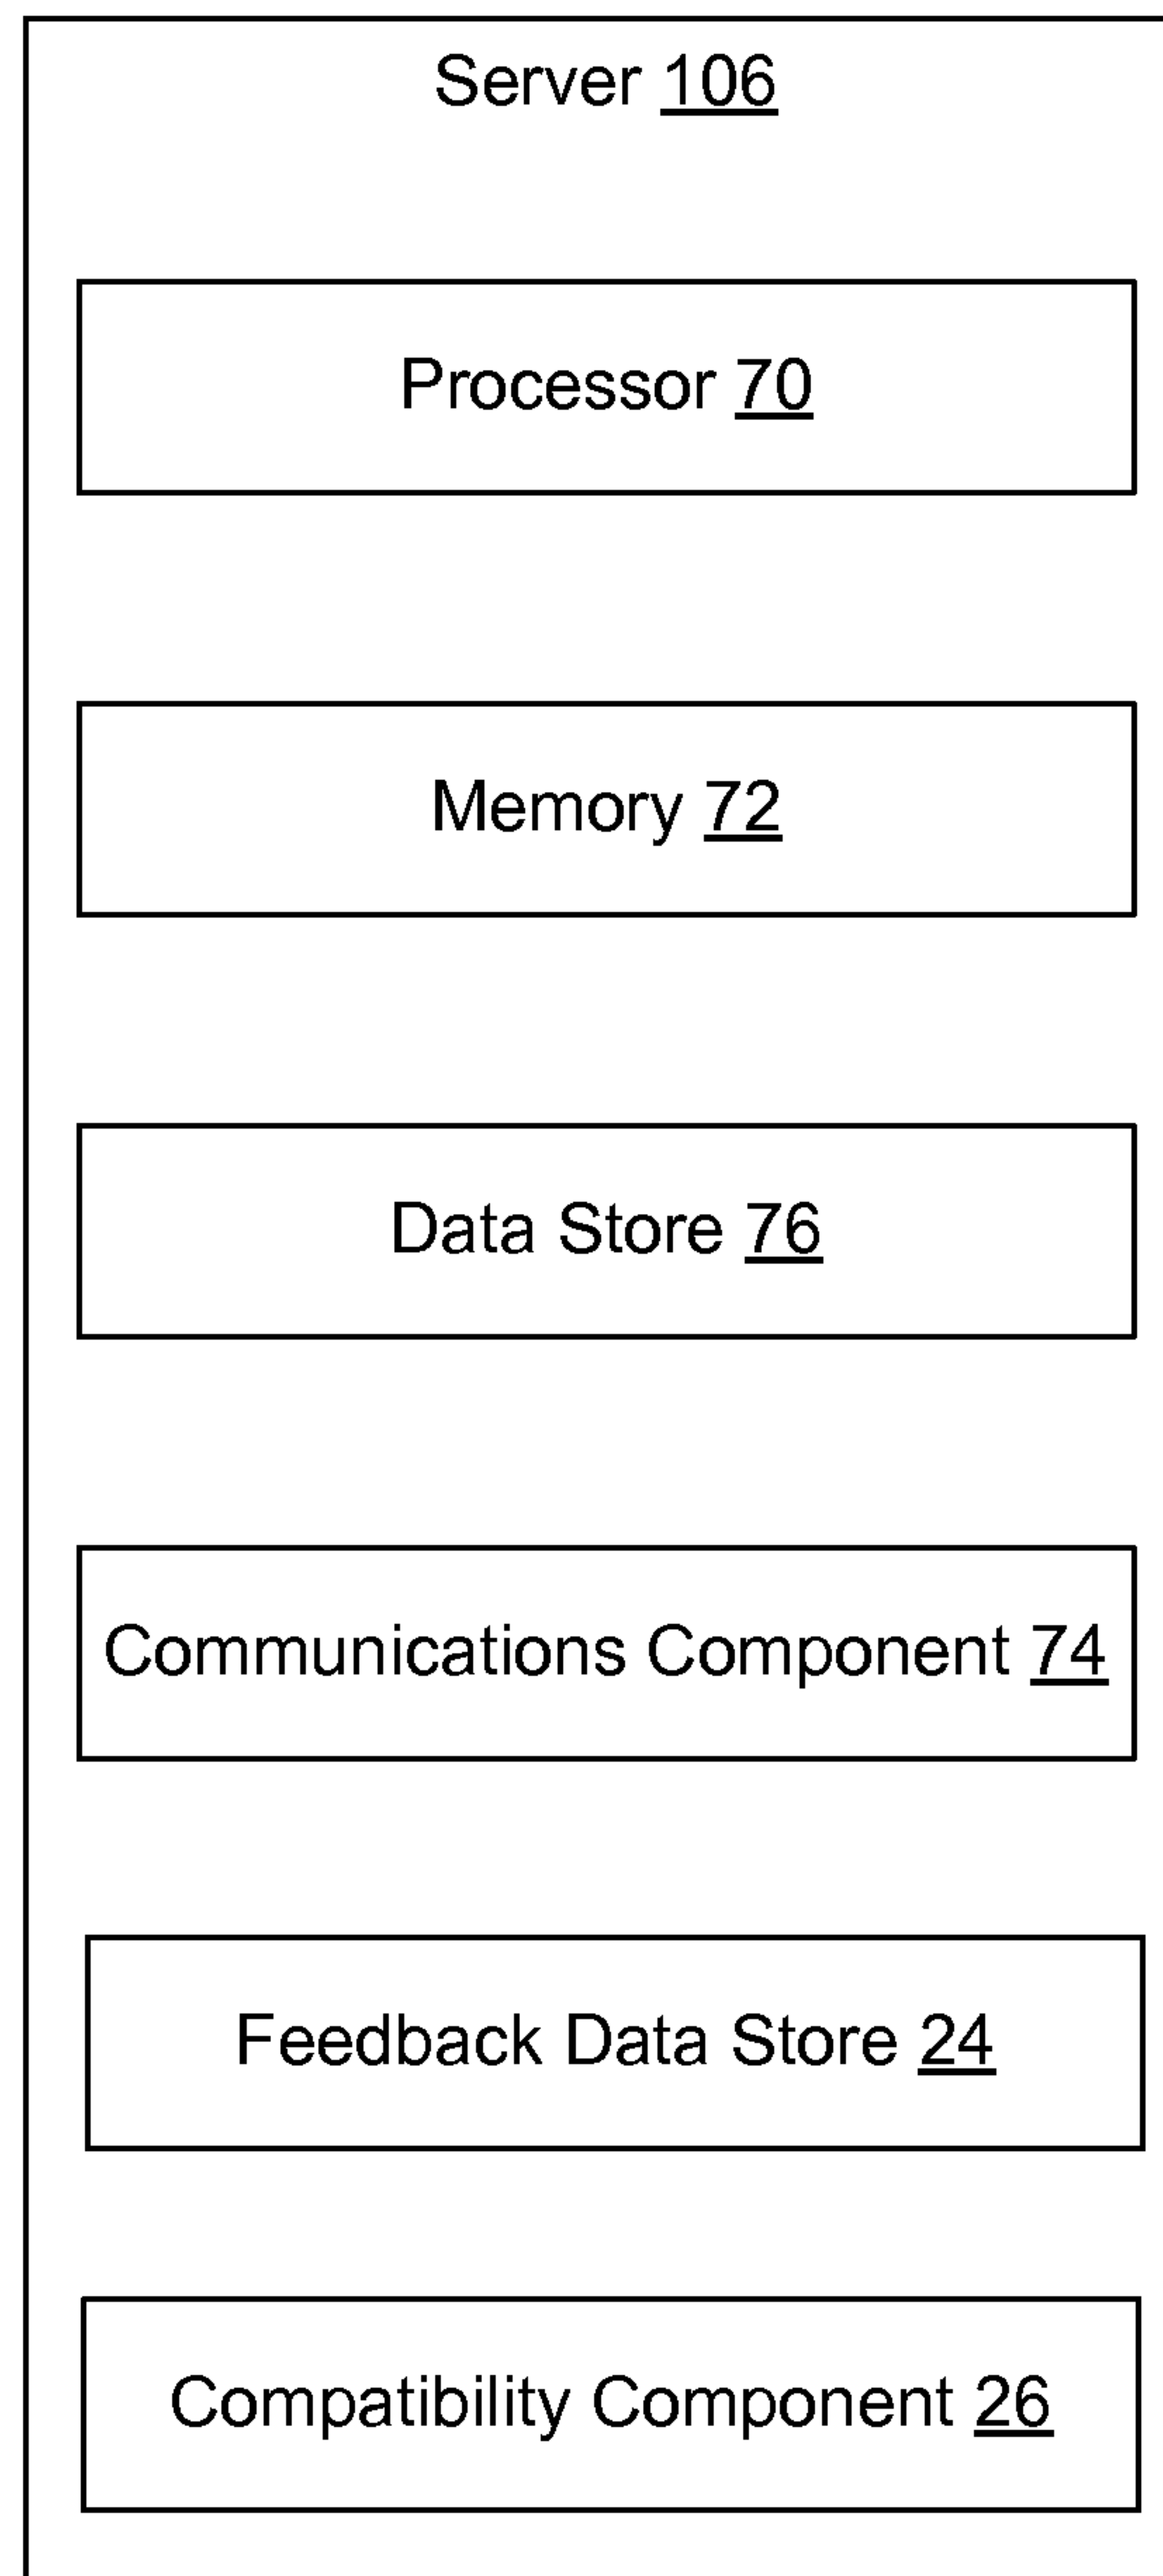 Server 106
Processor 70
Memory 72
Data Store 76
Communications Component 74
Feedback Data Store 24
Compatibility Component 26